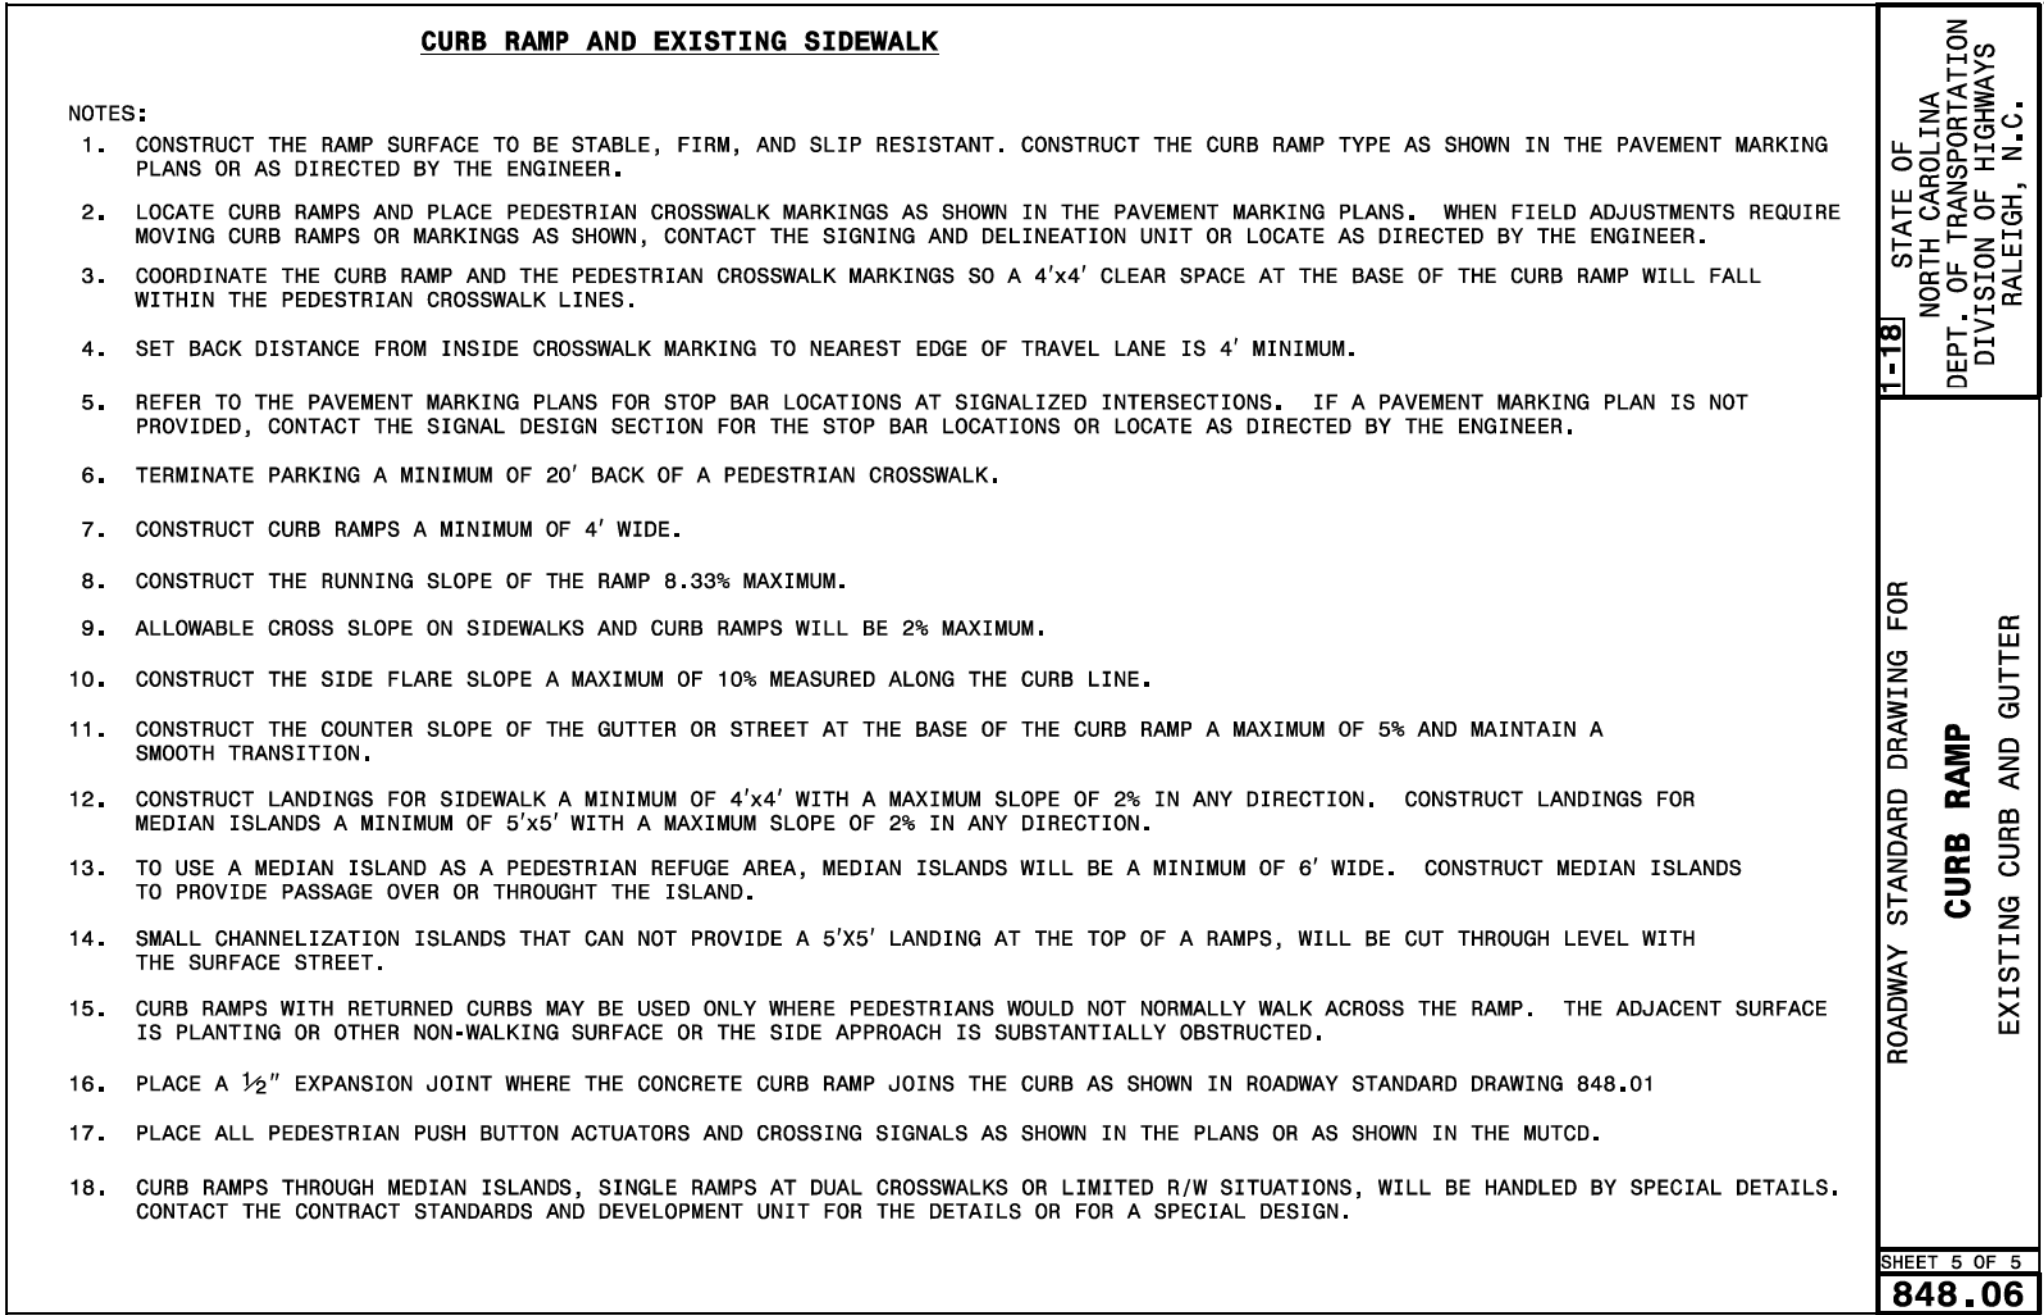 CURB RAMP AND EXISTING SIDEWALK
NOTES:
1. CONSTRUCT THE RAMP SURFACE TO BE STABLE, FIRM, AND SLIP RESISTANT. CONSTRUCT THE CURB RAMP TYPE AS SHOWN IN THE PAVEMENT MARKING
PLANS OR AS DIRECTED BY THE ENGINEER.
2. LOCATE CURB RAMPS AND PLACE PEDESTRIAN CROSSWALK MARKINGS AS SHOWN IN THE PAVEMENT MARKING PLANS. WHEN FIELD ADJUSTMENTS REQUIRE
MOVING CURB RAMPS OR MARKINGS AS SHOWN, CONTACT THE SIGNING AND DELINEATION UNIT OR LOCATE AS DIRECTED BY THE ENGINEER.
3. COORDINATE THE CURB RAMP AND THE PEDESTRIAN CROSSWALK MARKINGS SO A 4'x4' CLEAR SPACE AT THE BASE OF THE CURB RAMP WILL FALL
WITHIN THE PEDESTRIAN CROSSWALK LINES.
4. SET BACK DISTANCE FROM INSIDE CROSSWALK MARKING TO NEAREST EDGE OF TRAVEL LANE IS 4' MINIMUM.
5. REFER TO THE PAVEMENT MARKING PLANS FOR STOP BAR LOCATIONS AT SIGNALIZED INTERSECTIONS. IF A PAVEMENT MARKING PLAN IS NOT
PROVIDED, CONTACT THE SIGNAL DESIGN SECTION FOR THE STOP BAR LOCATIONS OR LOCATE AS DIRECTED BY THE ENGINEER.
6. TERMINATE PARKING A MINIMUM OF 20' BACK OF A PEDESTRIAN CROSSWALK.
7. CONSTRUCT CURB RAMPS A MINIMUM OF 4' WIDE.
8. CONSTRUCT THE RUNNING SLOPE OF THE RAMP 8.33% MAXIMUM.
9. ALLOWABLE CROSS SLOPE ON SIDEWALKS AND CURB RAMPS WILL BE 2% MAXIMUM.
10. CONSTRUCT THE SIDE FLARE SLOPE A MAXIMUM OF 10% MEASURED ALONG THE CURB LINE.
11. CONSTRUCT THE COUNTER SLOPE OF THE GUTTER OR STREET AT THE BASE OF THE CURB RAMP A MAXIMUM OF 5% AND MAINTAIN A
SMOOTH TRANSITION.
12. CONSTRUCT LANDINGS FOR SIDEWALK A MINIMUM OF 4'x4' WITH A MAXIMUM SLOPE OF 2% IN ANY DIRECTION. CONSTRUCT LANDINGS FOR
MEDIAN ISLANDS A MINIMUM OF 5'x5' WITH A MAXIMUM SLOPE OF 2% IN ANY DIRECTION.
13. TO USE A MEDIAN ISLAND AS A PEDESTRIAN REFUGE AREA, MEDIAN ISLANDS WILL BE A MINIMUM OF 6' WIDE. CONSTRUCT MEDIAN ISLANDS
TO PROVIDE PASSAGE OVER OR THROUGHT THE ISLAND.
14. SMALL CHANNELIZATION ISLANDS THAT CAN NOT PROVIDE A 5'X5' LANDING AT THE TOP OF A RAMPS, WILL BE CUT THROUGH LEVEL WITH
THE SURFACE STREET.
15. CURB RAMPS WITH RETURNED CURBS MAY BE USED ONLY WHERE PEDESTRIANS WOULD NOT NORMALLY WALK ACROSS THE RAMP. THE ADJACENT SURFACE
IS PLANTING OR OTHER NON-WALKING SURFACE OR THE SIDE APPROACH IS SUBSTANTIALLY OBSTRUCTED.
16. PLACE A ½" EXPANSION JOINT WHERE THE CONCRETE CURB RAMP JOINS THE CURB AS SHOWN IN ROADWAY STANDARD DRAWING 848.01
17. PLACE ALL PEDESTRIAN PUSH BUTTON ACTUATORS AND CROSSING SIGNALS AS SHOWN IN THE PLANS OR AS SHOWN IN THE MUTCD.
18. CURB RAMPS THROUGH MEDIAN ISLANDS, SINGLE RAMPS AT DUAL CROSSWALKS OR LIMITED R/W SITUATIONS, WILL BE HANDLED BY SPECIAL DETAILS.
CONTACT THE CONTRACT STANDARDS AND DEVELOPMENT UNIT FOR THE DETAILS OR FOR A SPECIAL DESIGN.
1-18
STATE OF
NORTH CAROLINA
DEPT. OF TRANSPORTATION
DIVISION OF HIGHWAYS
RALEIGH, N.C.
ROADWAY STANDARD DRAWING FOR
CURB RAMP
EXISTING CURB AND GUTTER
SHEET 5 OF 5
848.06